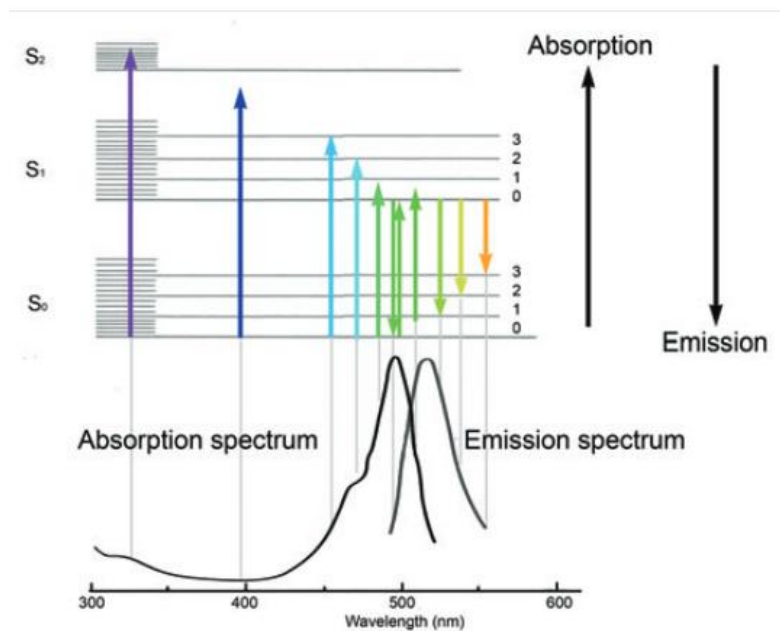 S₂
Absorption
3
2
S₁
1
0
3
2
S₀
1
0
Emission
Absorption spectrum
Emission spectrum
300 400 500 600
Wavelength (nm)